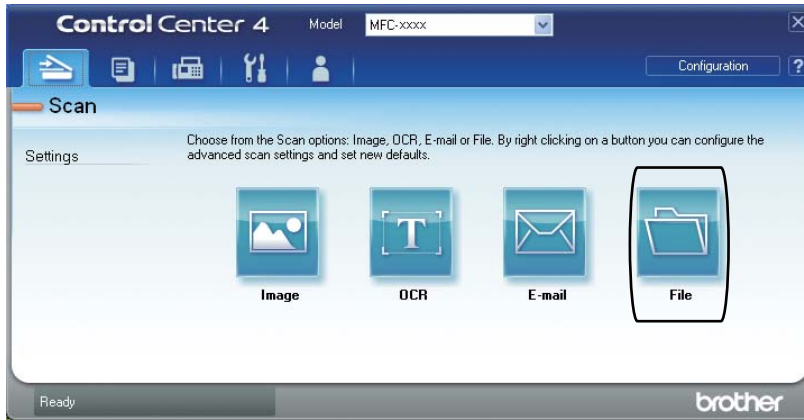 Control Center 4 Model MFC-xxxx
Configuration ?
Scan
Choose from the Scan options: Image, OCR, E-mail or File. By right clicking on a button you can configure the
advanced scan settings and set new defaults.
Settings
T
Image OCR E-mail File
Ready brother